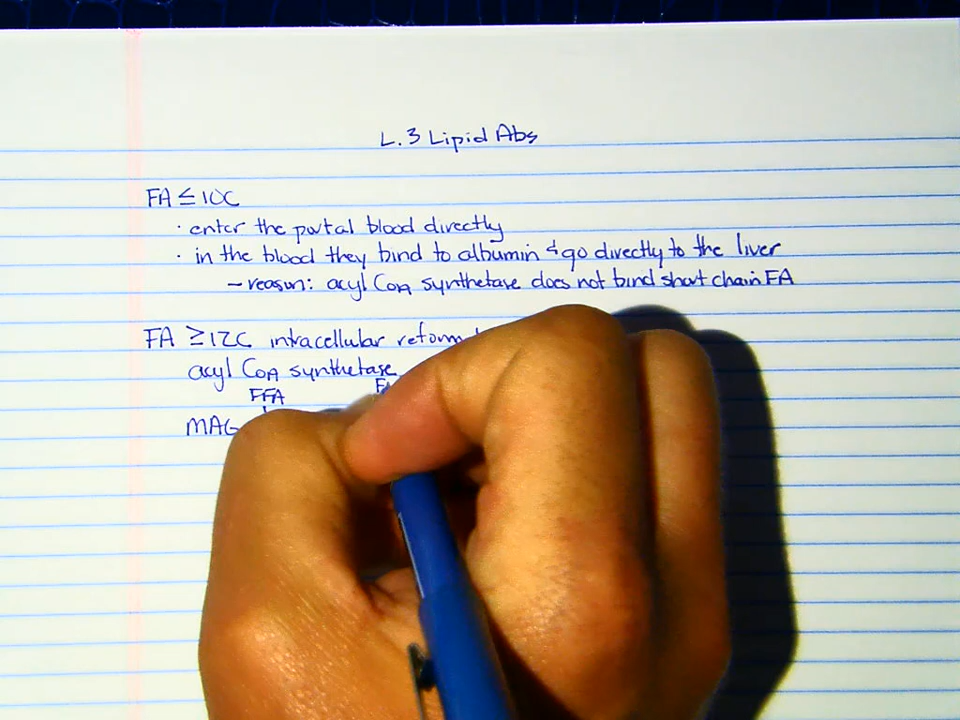 L.3 Lipid Abs
FA ≤ 10C
· enter the portal blood directly
· in the blood they bind to albumin & go directly to the liver
– reason: acyl CoA synthetase does not bind short chain FA
FA ≥ 12C intracellular
acyl CoA synthetase
FFA
MAG